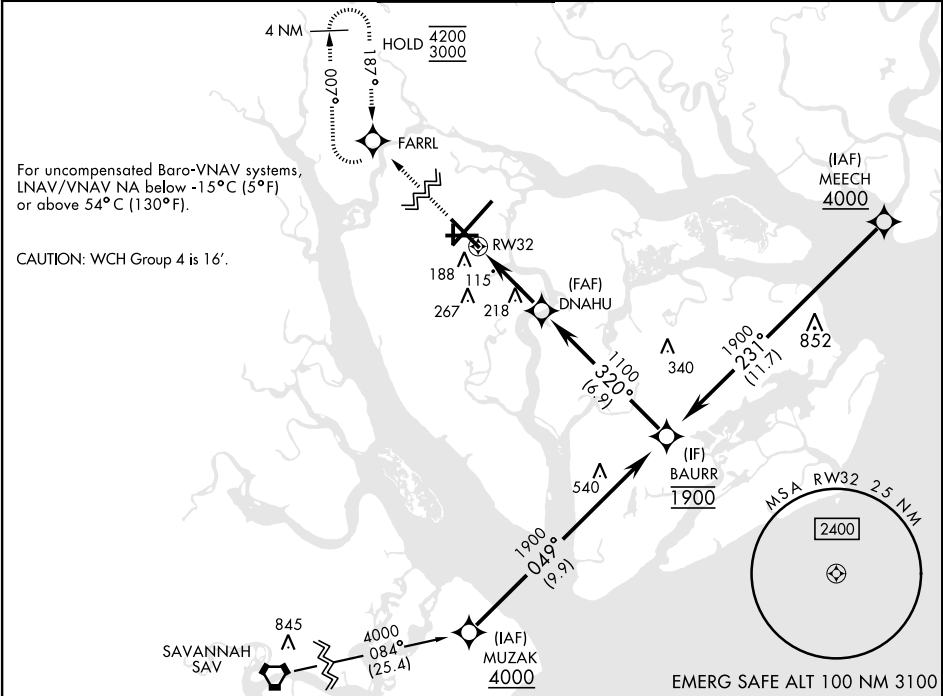 4 NM
HOLD 4200
3000
007°
187°
FARRL
For uncompensated Baro-VNAV systems,
LNAV/VNAV NA below -15°C (5°F)
or above 54°C (130°F).
CAUTION: WCH Group 4 is 16'.
(IAF)
MEECH
4000
RW32
188
115
267
218
(FAF)
DNAHU
1900
231°
(11.7)
852
340
1100
320°
(6.9)
(IF)
BAURR
1900
540
1900
049°
(9.9)
MSA RW32 25 NM
2400
845
SAVANNAH
SAV
4000
084°
(25.4)
(IAF)
MUZAK
4000
EMERG SAFE ALT 100 NM 3100